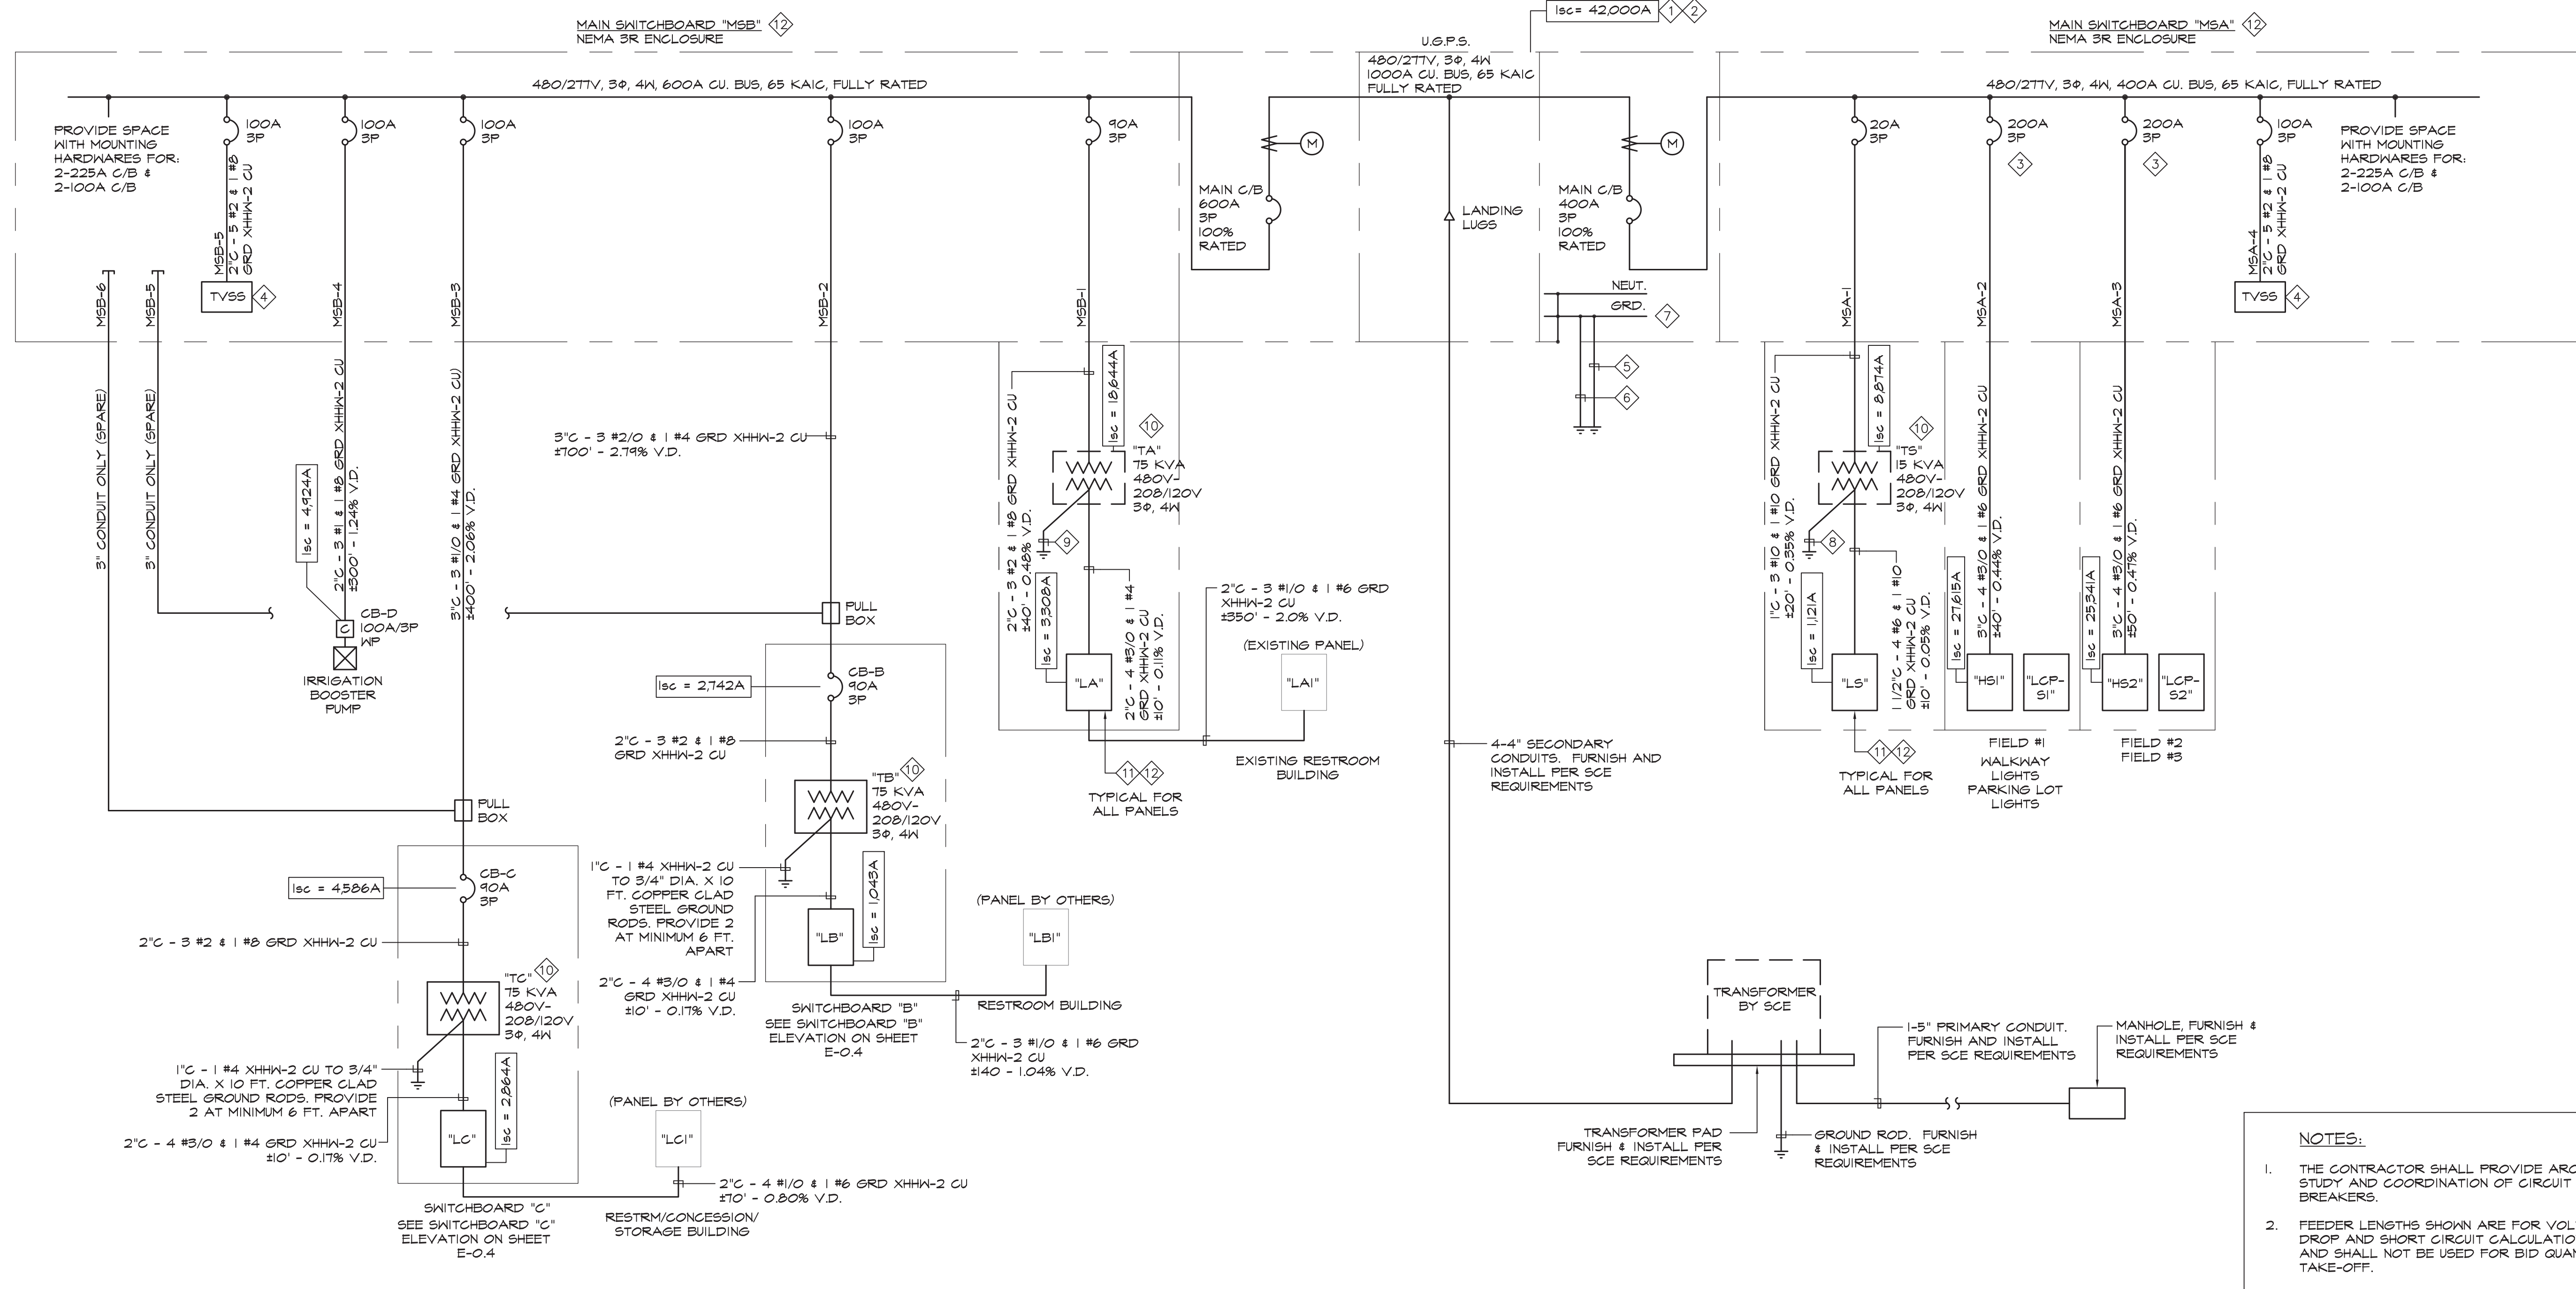 MAIN SWITCHBOARD "MSB" 12
NEMA 3R ENCLOSURE
Isc= 42,000A 1 2
MAIN SWITCHBOARD "MSA" 12
NEMA 3R ENCLOSURE
U.G.P.S.
480/277V, 3Φ, 4W
1000A CU. BUS, 65 KAIC
FULLY RATED
480/277V, 3Φ, 4W, 600A CU. BUS, 65 KAIC, FULLY RATED
480/277V, 3Φ, 4W, 400A CU. BUS, 65 KAIC, FULLY RATED
PROVIDE SPACE
WITH MOUNTING
HARDWARES FOR:
2-225A C/B &
2-100A C/B
100A
3P
100A
3P
100A
3P
100A
3P
90A
3P
MAIN C/B
600A
3P
100%
RATED
M
LANDING
LUGS
MAIN C/B
400A
3P
100%
RATED
M
20A
3P
200A
3P
3
200A
3P
3
100A
3P
PROVIDE SPACE
WITH MOUNTING
HARDWARES FOR:
2-225A C/B &
2-100A C/B
MSB-5
2"C - 5 #2 & 1 #8
GRD XHHW-2 CU
TVSS 4
MSA-4
2"C - 5 #2 & 1 #8
GRD XHHW-2 CU
TVSS 4
NEUT.
GRD.
7
5
6
MSB-6
MSB-5
MSB-4
MSB-3
MSB-2
MSB-1
MSA-1
MSA-2
MSA-3
3" CONDUIT ONLY (SPARE)
3" CONDUIT ONLY (SPARE)
Isc = 4,924A
2"C - 3 #1 & 1 #8 GRD XHHW-2 CU
±300' - 1.24% V.D.
3"C - 3 #1/0 & 1 #4 GRD XHHW-2 CU)
±400' - 2.06% V.D.
3"C - 3 #2/0 & 1 #4 GRD XHHW-2 CU
±700' - 2.79% V.D.
2"C - 3 #2 & 1 #8 GRD XHHW-2 CU
±40' - 0.48% V.D.
Isc = 18,644A
10
"TA"
75 KVA
480V-
208/120V
3Φ, 4W
9
Isc = 3,308A
2"C - 4 #3/0 & 1 #4
GRD XHHW-2 CU
±10' - 0.11% V.D.
"LA"
11 12
TYPICAL FOR
ALL PANELS
2"C - 3 #1/0 & 1 #6 GRD
XHHW-2 CU
±350' - 2.0% V.D.
(EXISTING PANEL)
"LA1"
EXISTING RESTROOM
BUILDING
1"C - 3 #10 & 1 #10 GRD XHHW-2 CU
±20' - 0.35% V.D.
Isc = 8,874A
10
"TS"
15 KVA
480V-
208/120V
3Φ, 4W
8
Isc = 1,121A
1 1/2"C - 4 #6 & 1 #10
GRD XHHW-2 CU
±10' - 0.05% V.D.
"LS"
11 12
TYPICAL FOR
ALL PANELS
Isc = 27,615A
3"C - 4 #3/0 & 1 #6 GRD XHHW-2 CU
±40' - 0.44% V.D.
"HS1"
"LCP-
S1"
FIELD #1
WALKWAY
LIGHTS
PARKING LOT
LIGHTS
Isc = 25,341A
3"C - 4 #3/0 & 1 #6 GRD XHHW-2 CU
±50' - 0.47% V.D.
"HS2"
"LCP-
S2"
FIELD #2
FIELD #3
C
CB-D
100A/3P
WP
IRRIGATION
BOOSTER
PUMP
PULL
BOX
Isc = 2,742A
CB-B
90A
3P
2"C - 3 #2 & 1 #8
GRD XHHW-2 CU
"TB" 10
75 KVA
480V-
208/120V
3Φ, 4W
1"C - 1 #4 XHHW-2 CU
TO 3/4" DIA. X 10
FT. COPPER CLAD
STEEL GROUND
RODS. PROVIDE 2
AT MINIMUM 6 FT.
APART
Isc = 1,043A
"LB"
2"C - 4 #3/0 & 1 #4
GRD XHHW-2 CU
±10' - 0.17% V.D.
SWITCHBOARD "B"
SEE SWITCHBOARD "B"
ELEVATION ON SHEET
E-0.4
(PANEL BY OTHERS)
"LB1"
RESTROOM BUILDING
2"C - 3 #1/0 & 1 #6 GRD
XHHW-2 CU
±140 - 1.04% V.D.
PULL
BOX
Isc = 4,586A
CB-C
90A
3P
2"C - 3 #2 & 1 #8 GRD XHHW-2 CU
"TC" 10
75 KVA
480V-
208/120V
3Φ, 4W
1"C - 1 #4 XHHW-2 CU TO 3/4"
DIA. X 10 FT. COPPER CLAD
STEEL GROUND RODS. PROVIDE
2 AT MINIMUM 6 FT. APART
Isc = 2,864A
"LC"
2"C - 4 #3/0 & 1 #4 GRD XHHW-2 CU
±10' - 0.17% V.D.
SWITCHBOARD "C"
SEE SWITCHBOARD "C"
ELEVATION ON SHEET
E-0.4
(PANEL BY OTHERS)
"LC1"
2"C - 4 #1/0 & 1 #6 GRD XHHW-2 CU
±70' - 0.80% V.D.
RESTRM/CONCESSION/
STORAGE BUILDING
4-4" SECONDARY
CONDUITS. FURNISH AND
INSTALL PER SCE
REQUIREMENTS
TRANSFORMER
BY SCE
1-5" PRIMARY CONDUIT.
FURNISH AND INSTALL
PER SCE REQUIREMENTS
MANHOLE, FURNISH &
INSTALL PER SCE
REQUIREMENTS
TRANSFORMER PAD
FURNISH & INSTALL PER
SCE REQUIREMENTS
GROUND ROD. FURNISH
& INSTALL PER SCE
REQUIREMENTS
NOTES:
1. THE CONTRACTOR SHALL PROVIDE ARC
STUDY AND COORDINATION OF CIRCUIT
BREAKERS.
2. FEEDER LENGTHS SHOWN ARE FOR VOL
DROP AND SHORT CIRCUIT CALCULATIO
AND SHALL NOT BE USED FOR BID QUAN
TAKE-OFF.